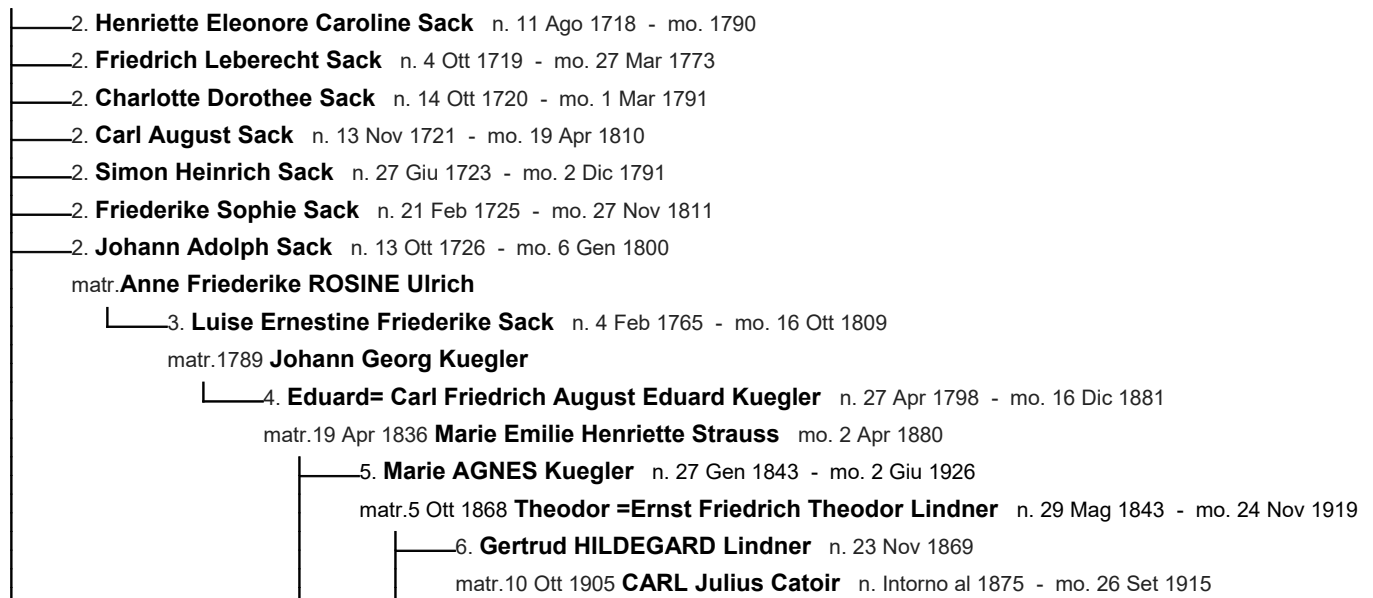 2. Henriette Eleonore Caroline Sack n. 11 Ago 1718 - mo. 1790
2. Friedrich Leberecht Sack n. 4 Ott 1719 - mo. 27 Mar 1773
2. Charlotte Dorothee Sack n. 14 Ott 1720 - mo. 1 Mar 1791
2. Carl August Sack n. 13 Nov 1721 - mo. 19 Apr 1810
2. Simon Heinrich Sack n. 27 Giu 1723 - mo. 2 Dic 1791
2. Friederike Sophie Sack n. 21 Feb 1725 - mo. 27 Nov 1811
2. Johann Adolph Sack n. 13 Ott 1726 - mo. 6 Gen 1800
matr.Anne Friederike ROSINE Ulrich
3. Luise Ernestine Friederike Sack n. 4 Feb 1765 - mo. 16 Ott 1809
matr.1789 Johann Georg Kuegler
4. Eduard= Carl Friedrich August Eduard Kuegler n. 27 Apr 1798 - mo. 16 Dic 1881
matr.19 Apr 1836 Marie Emilie Henriette Strauss mo. 2 Apr 1880
5. Marie AGNES Kuegler n. 27 Gen 1843 - mo. 2 Giu 1926
matr.5 Ott 1868 Theodor =Ernst Friedrich Theodor Lindner n. 29 Mag 1843 - mo. 24 Nov 1919
6. Gertrud HILDEGARD Lindner n. 23 Nov 1869
matr.10 Ott 1905 CARL Julius Catoir n. Intorno al 1875 - mo. 26 Set 1915